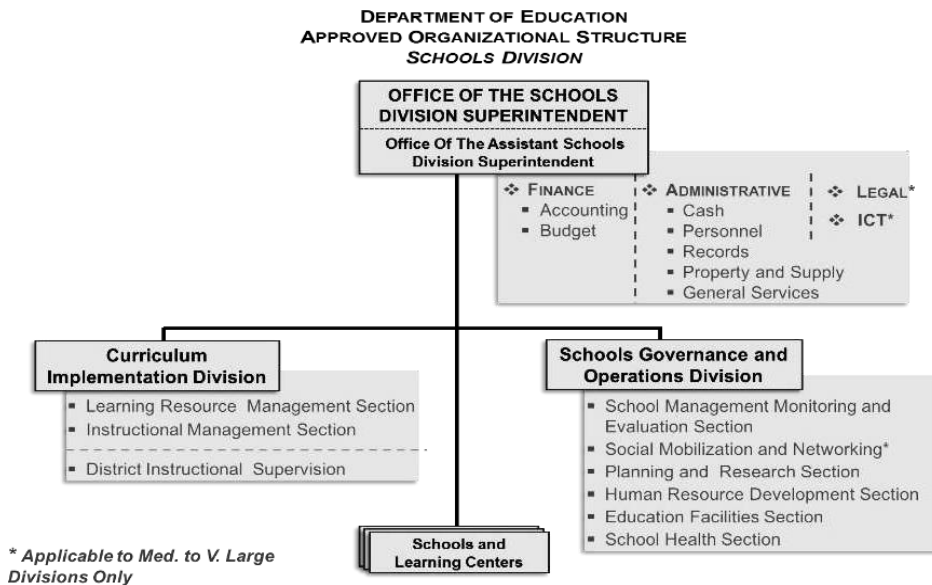 DEPARTMENT OF EDUCATION
APPROVED ORGANIZATIONAL STRUCTURE
SCHOOLS DIVISION
OFFICE OF THE SCHOOLS
DIVISION SUPERINTENDENT
Office Of The Assistant Schools
Division Superintendent
❖ FINANCE
▪ Accounting
▪ Budget
❖ ADMINISTRATIVE
▪ Cash
▪ Personnel
▪ Records
▪ Property and Supply
▪ General Services
❖ LEGAL*
❖ ICT*
Curriculum
Implementation Division
▪ Learning Resource Management Section
▪ Instructional Management Section
▪ District Instructional Supervision
Schools Governance and
Operations Division
▪ School Management Monitoring and
Evaluation Section
▪ Social Mobilization and Networking*
▪ Planning and Research Section
▪ Human Resource Development Section
▪ Education Facilities Section
▪ School Health Section
Schools and
Learning Centers
* Applicable to Med. to V. Large
Divisions Only